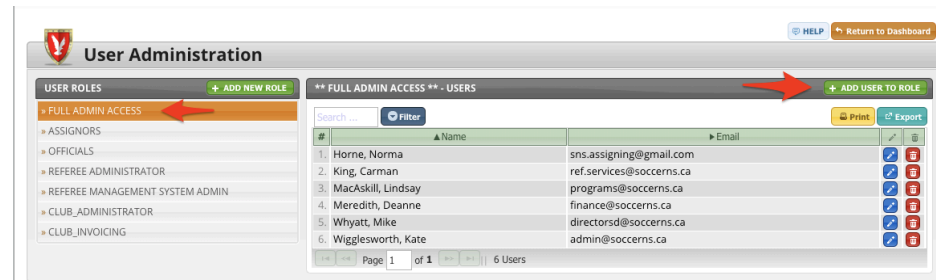 HELP
Return to Dashboard
User Administration
USER ROLES
+ ADD NEW ROLE
» FULL ADMIN ACCESS
» ASSIGNORS
» OFFICIALS
» REFEREE ADMINISTRATOR
» REFEREE MANAGEMENT SYSTEM ADMIN
» CLUB_ADMINISTRATOR
» CLUB_INVOICING
** FULL ADMIN ACCESS ** - USERS
+ ADD USER TO ROLE
Search ... Filter
Print Export
# ▲Name ▶Email
1. Horne, Norma sns.assigning@gmail.com
2. King, Carman ref.services@soccerns.ca
3. MacAskill, Lindsay programs@soccerns.ca
4. Meredith, Deanne finance@soccerns.ca
5. Whyatt, Mike directorsd@soccerns.ca
6. Wigglesworth, Kate admin@soccerns.ca
Page 1 of 1 6 Users